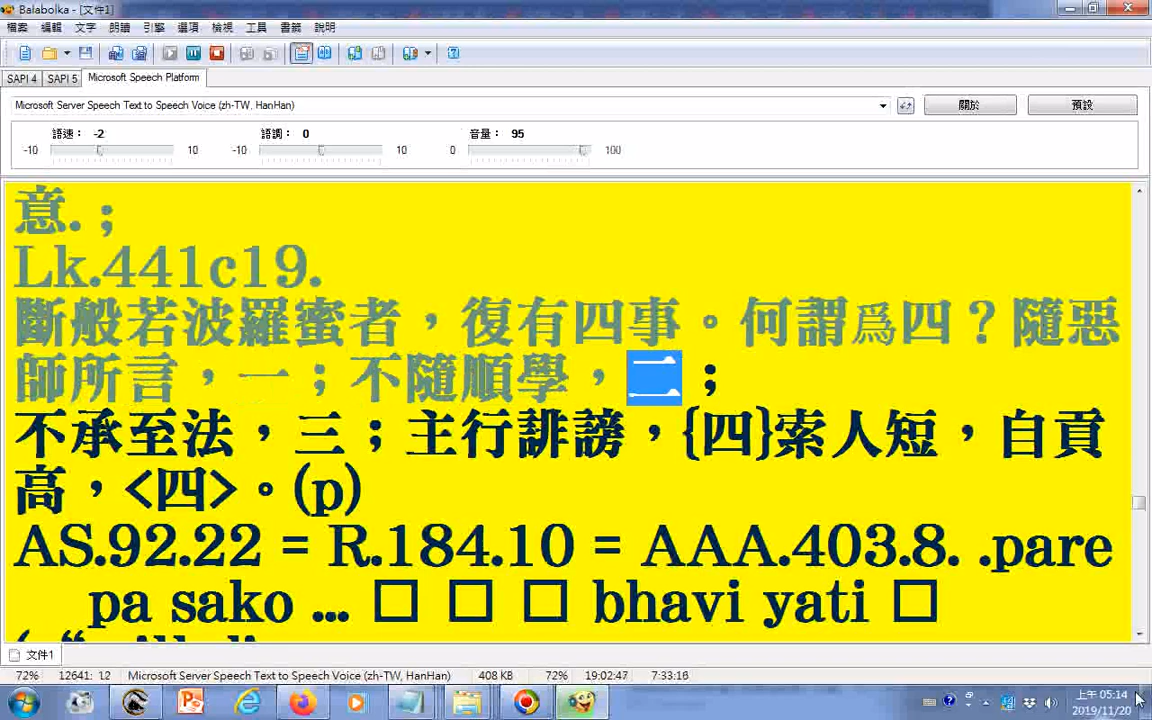 Balabolka - [文件1]
檔案 編輯 文字 朗讀 引擎 選項 檢視 工具 書籤 說明
SAPI 4 SAPI 5 Microsoft Speech Platform
Microsoft Server Speech Text to Speech Voice (zh-TW, HanHan) 關於 預設
語速： -2 語調： 0 音量： 95
-10 10 -10 10 0 100
意.；
Lk.441c19.
斷般若波羅蜜者，復有四事。何謂爲四？隨惡
師所言，一；不隨順學，二；
不承至法，三；主行誹謗，{四}索人短，自貢
高，<四>。(p)
AS.92.22 = R.184.10 = AAA.403.8. .pare
pa sako ... □ □ □ bhavi yati □
文件1
72% 12641: 12 Microsoft Server Speech Text to Speech Voice (zh-TW, HanHan) 408 KB 72% 19:02:47 7:33:16
上午 05:14
2019/11/20